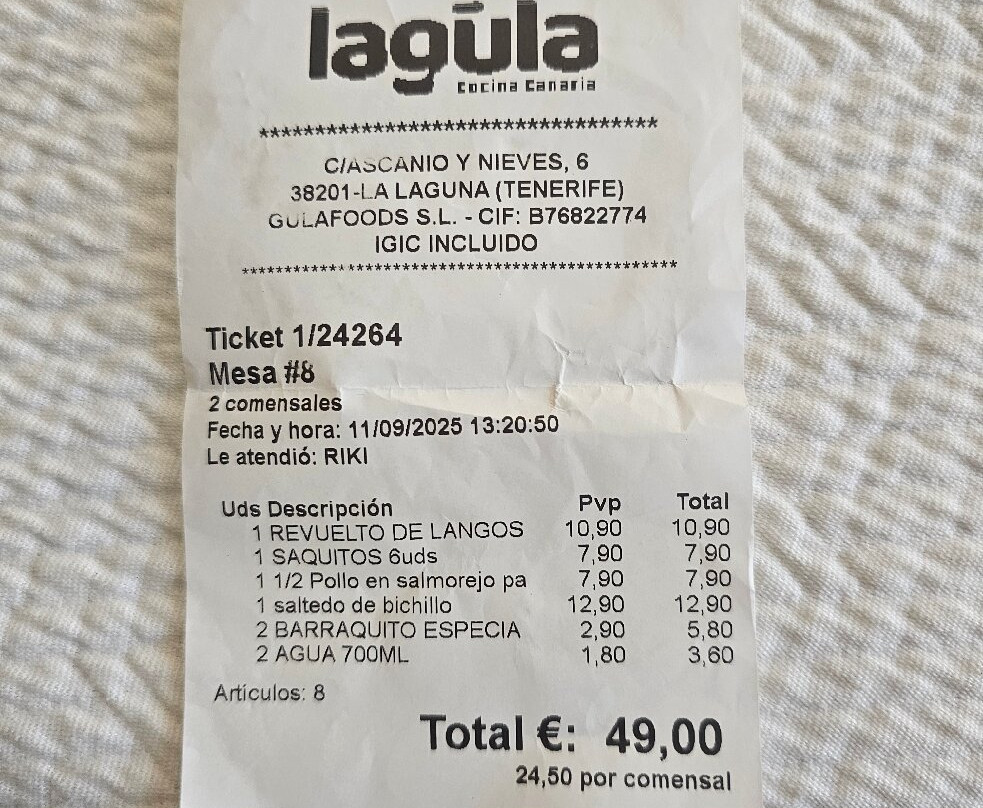 lagula
Cocina Canaria
**********************************
C/ASCANIO Y NIEVES, 6
38201-LA LAGUNA (TENERIFE)
GULAFOODS S.L. - CIF: B76822774
IGIC INCLUIDO
**********************************************
Ticket 1/24264
Mesa #8
2 comensales
Fecha y hora: 11/09/2025 13:20:50
Le atendió: RIKI
Uds Descripción Pvp Total
1 REVUELTO DE LANGOS 10,90 10,90
1 SAQUITOS 6uds 7,90 7,90
1 1/2 Pollo en salmorejo pa 7,90 7,90
1 saltedo de bichillo 12,90 12,90
2 BARRAQUITO ESPECIA 2,90 5,80
2 AGUA 700ML 1,80 3,60
Artículos: 8
Total €: 49,00
24,50 por comensal